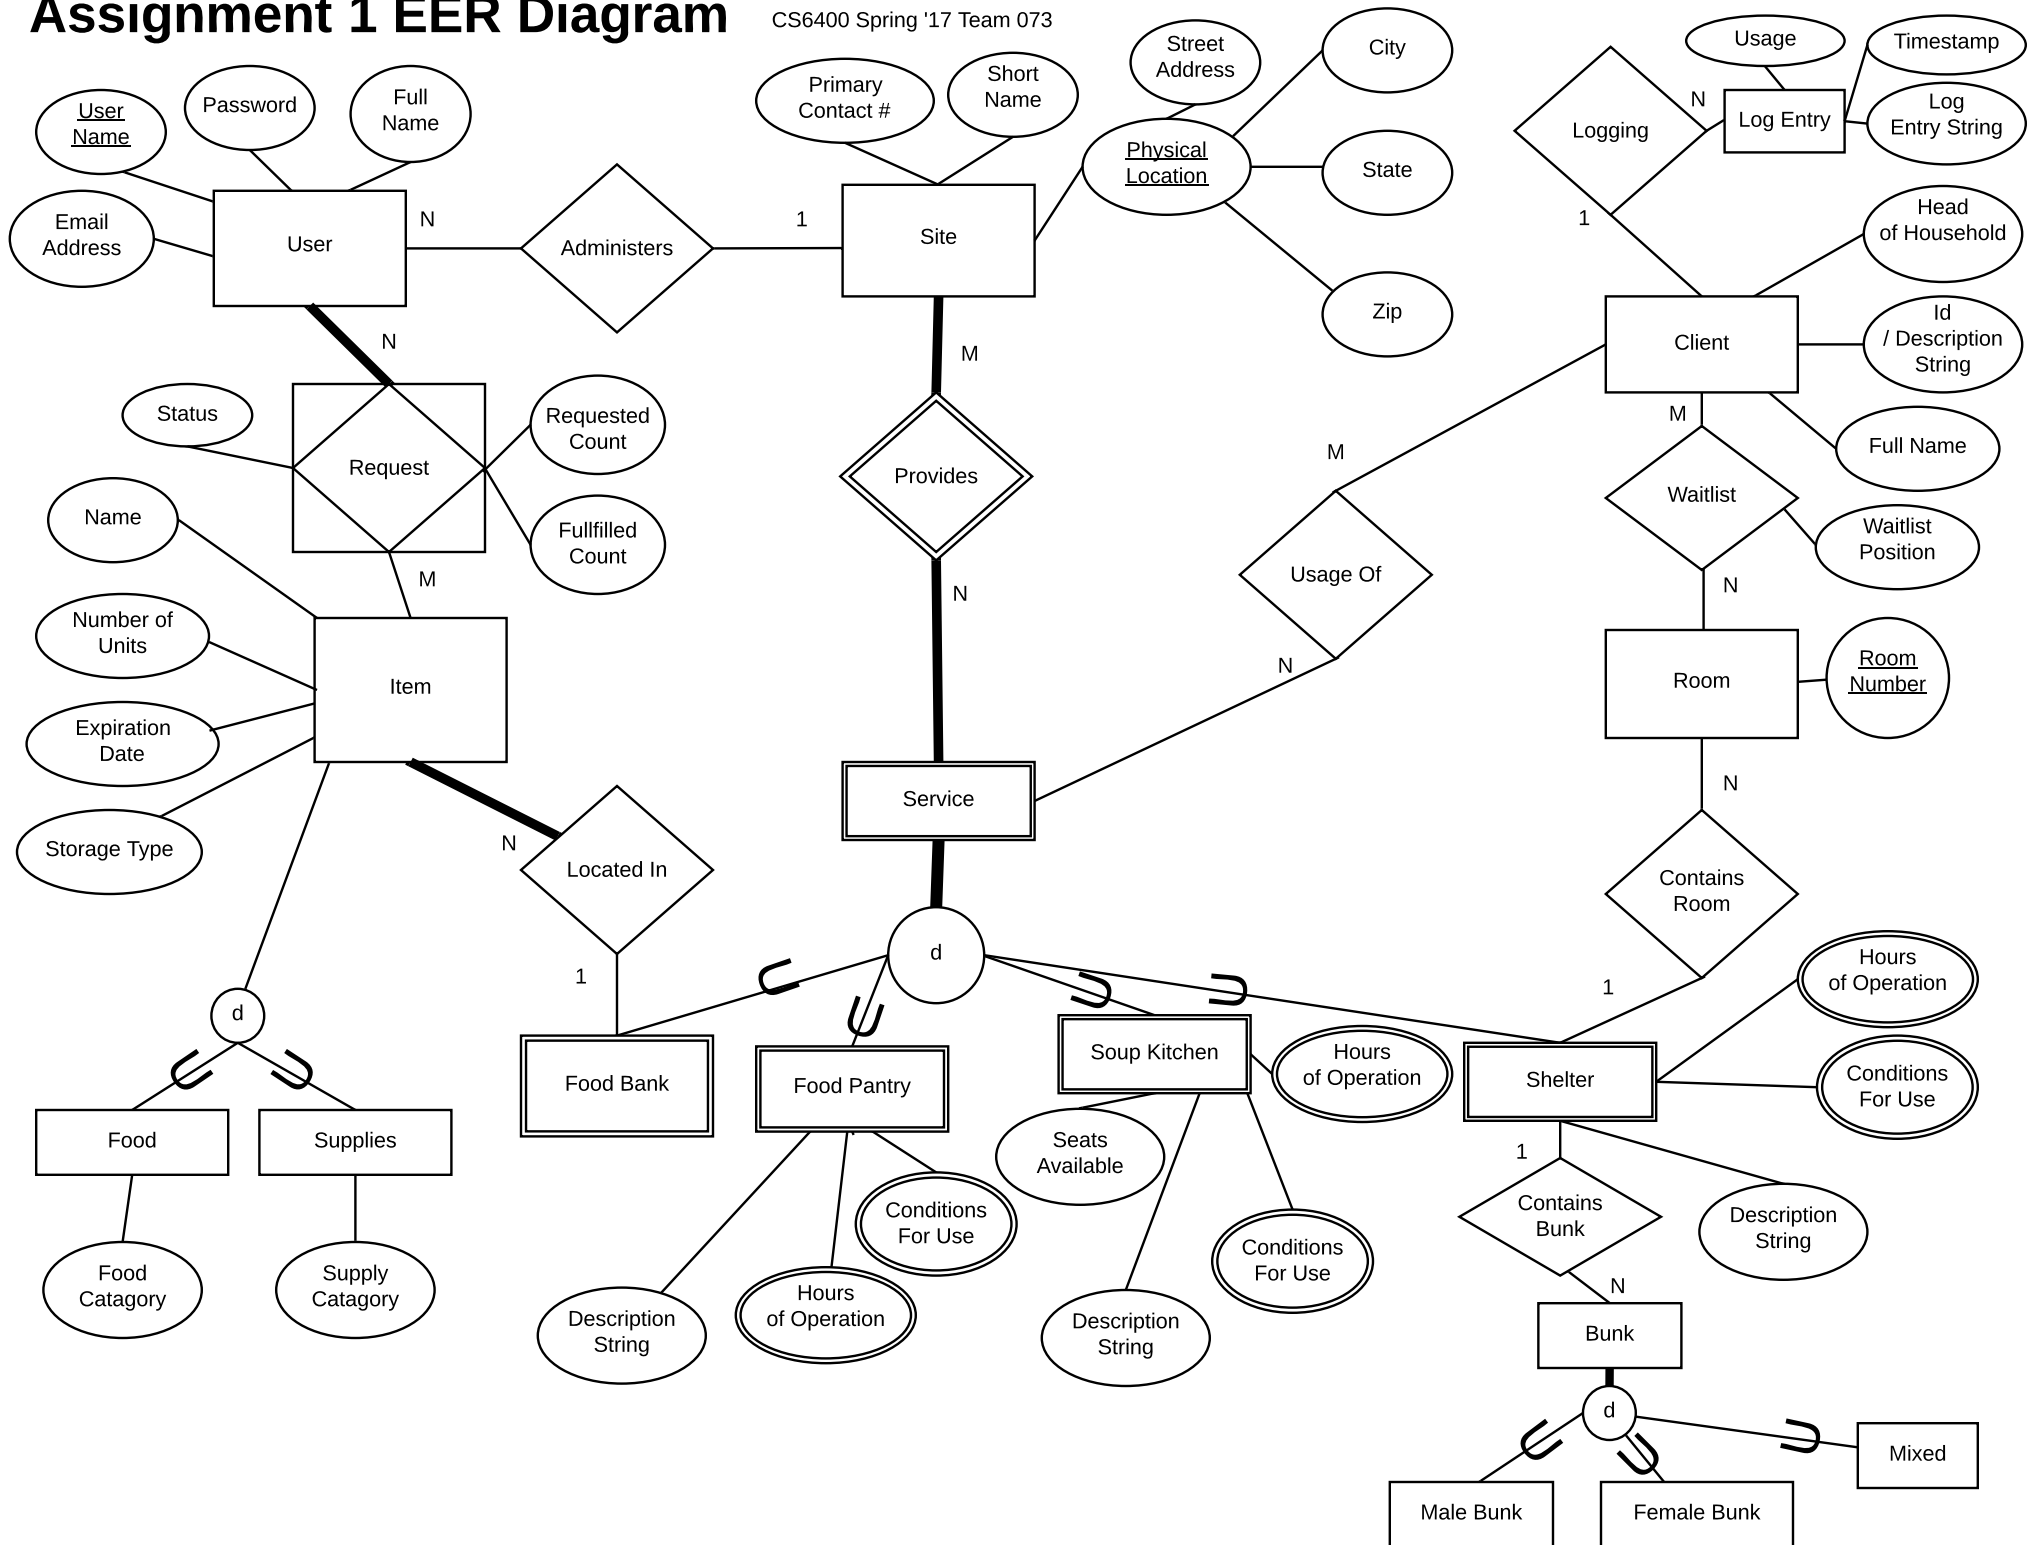 Assignment 1 EER Diagram
CS6400 Spring '17 Team 073
User
Name
Password
Full
Name
Email
Address
User
N
Administers
1
Primary
Contact #
Short
Name
Site
Street
Address
City
Physical
Location
State
Zip
Logging
N
1
Usage
Timestamp
Log Entry
Log
Entry String
Head
of Household
Client
Id
/ Description
String
Full Name
M
Waitlist
Waitlist
Position
N
Room
Room
Number
N
Contains
Room
1
N
Status
Request
Requested
Count
Fullfilled
Count
M
Name
Number of
Units
Item
Expiration
Date
Storage Type
N
Located In
1
M
Provides
N
M
Usage Of
N
Service
d
d
Food
Supplies
Food
Catagory
Supply
Catagory
Food Bank
Food Pantry
Description
String
Hours
of Operation
Conditions
For Use
Soup Kitchen
Hours
of Operation
Seats
Available
Description
String
Conditions
For Use
Shelter
Hours
of Operation
Conditions
For Use
1
Contains
Bunk
Description
String
N
Bunk
d
Male Bunk
Female Bunk
Mixed